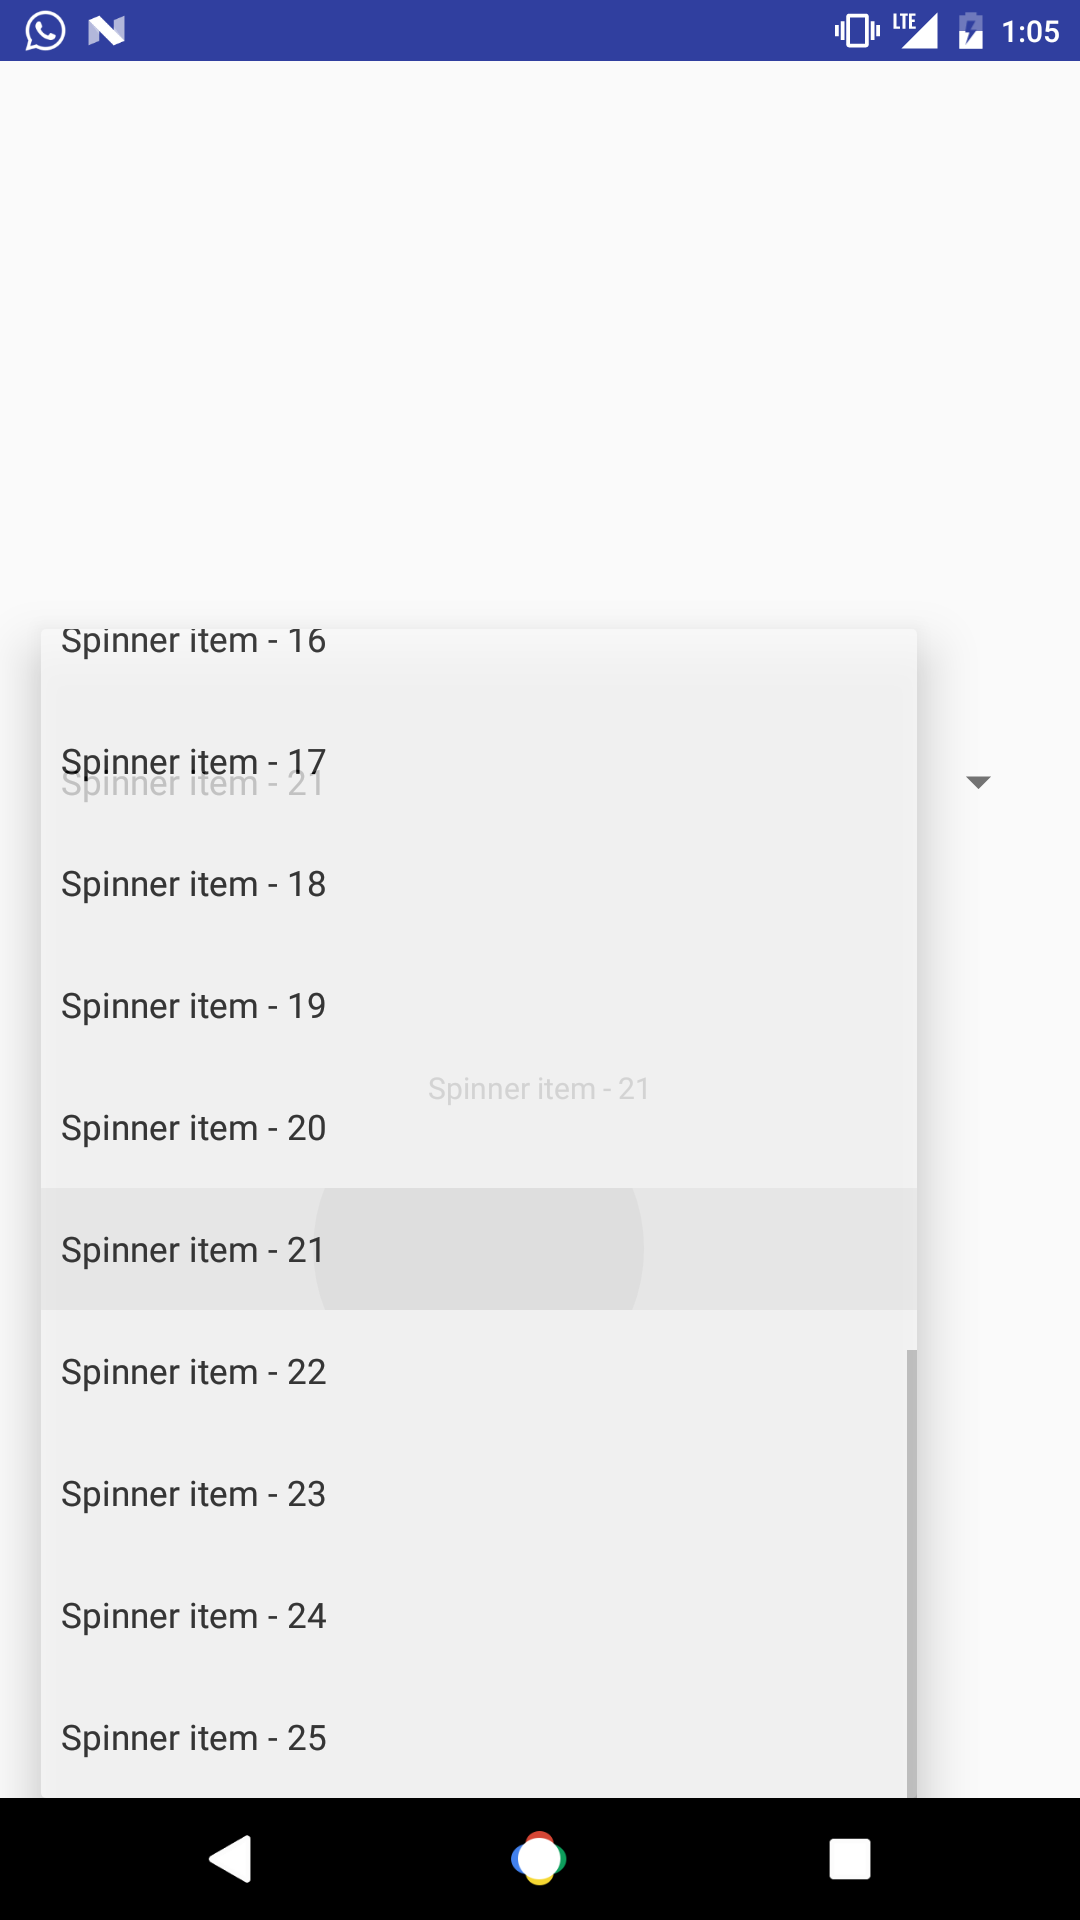 LTE 1:05
Spinner item - 16
Spinner item - 17
Spinner item - 21
Spinner item - 18
Spinner item - 19
Spinner item - 21
Spinner item - 20
Spinner item - 21
Spinner item - 22
Spinner item - 23
Spinner item - 24
Spinner item - 25